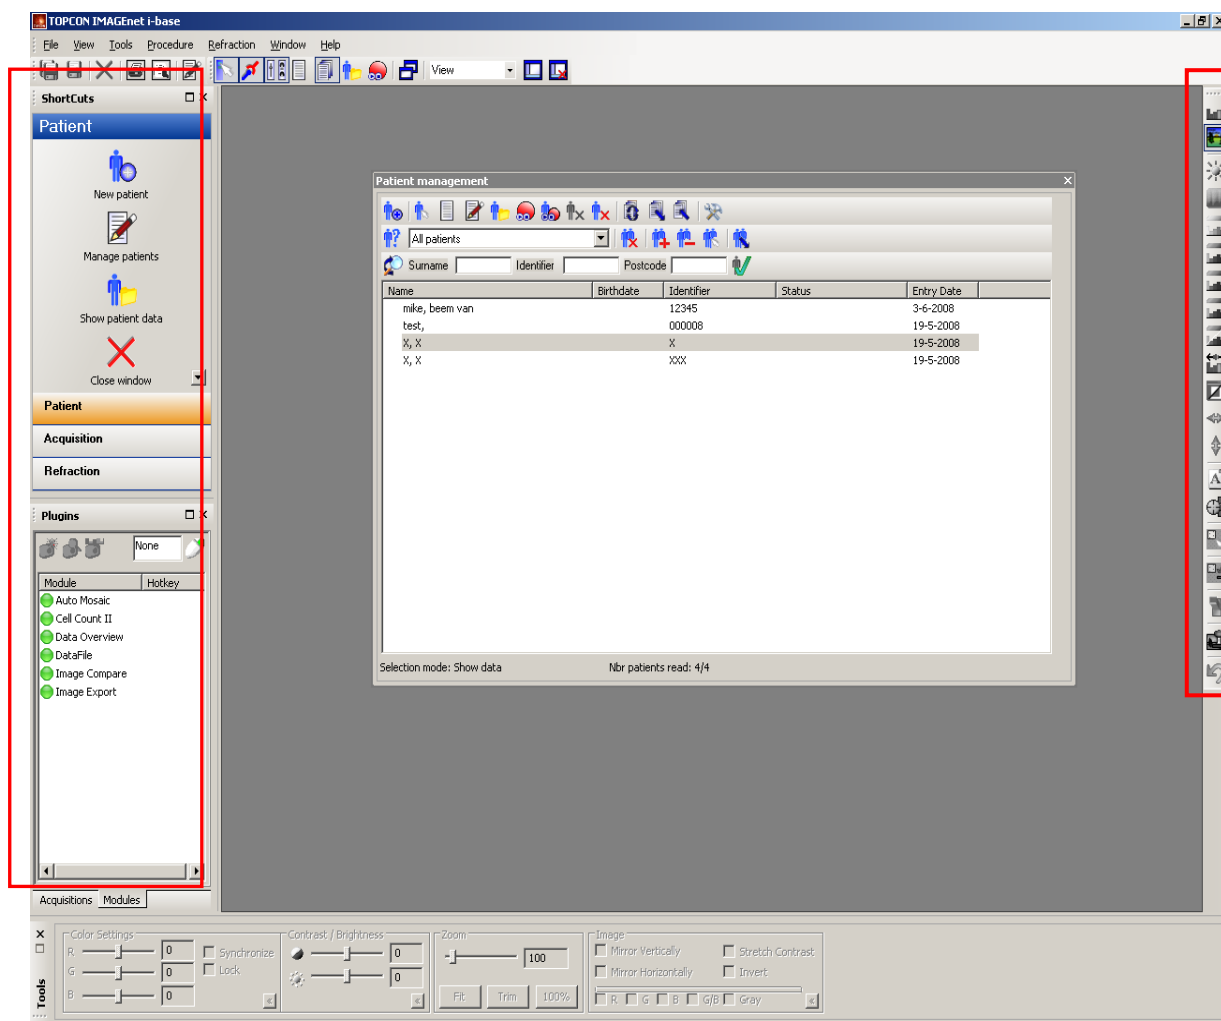 TOPCON IMAGEnet i-base
File View Tools Procedure Refraction Window Help
View
ShortCuts
Patient
New patient
Manage patients
Show patient data
Close window
Patient
Acquisition
Refraction
Plugins
None
Module Hotkey
Auto Mosaic
Cell Count II
Data Overview
DataFile
Image Compare
Image Export
Acquisitions Modules
Patient management
All patients
Surname Identifier Postcode
Name Birthdate Identifier Status Entry Date
mike, beem van 12345 3-6-2008
test, 000008 19-5-2008
X, X X 19-5-2008
X, X XXX 19-5-2008
Selection mode: Show data Nbr patients read: 4/4
Tools
Color Settings
R 0 Synchronize
G 0 Lock
B 0
Contrast / Brightness
0
0
Zoom
100
Fit Trim 100%
Image
Mirror Vertically Stretch Contrast
Mirror Horizontally Invert
R G B G/B Gray
A